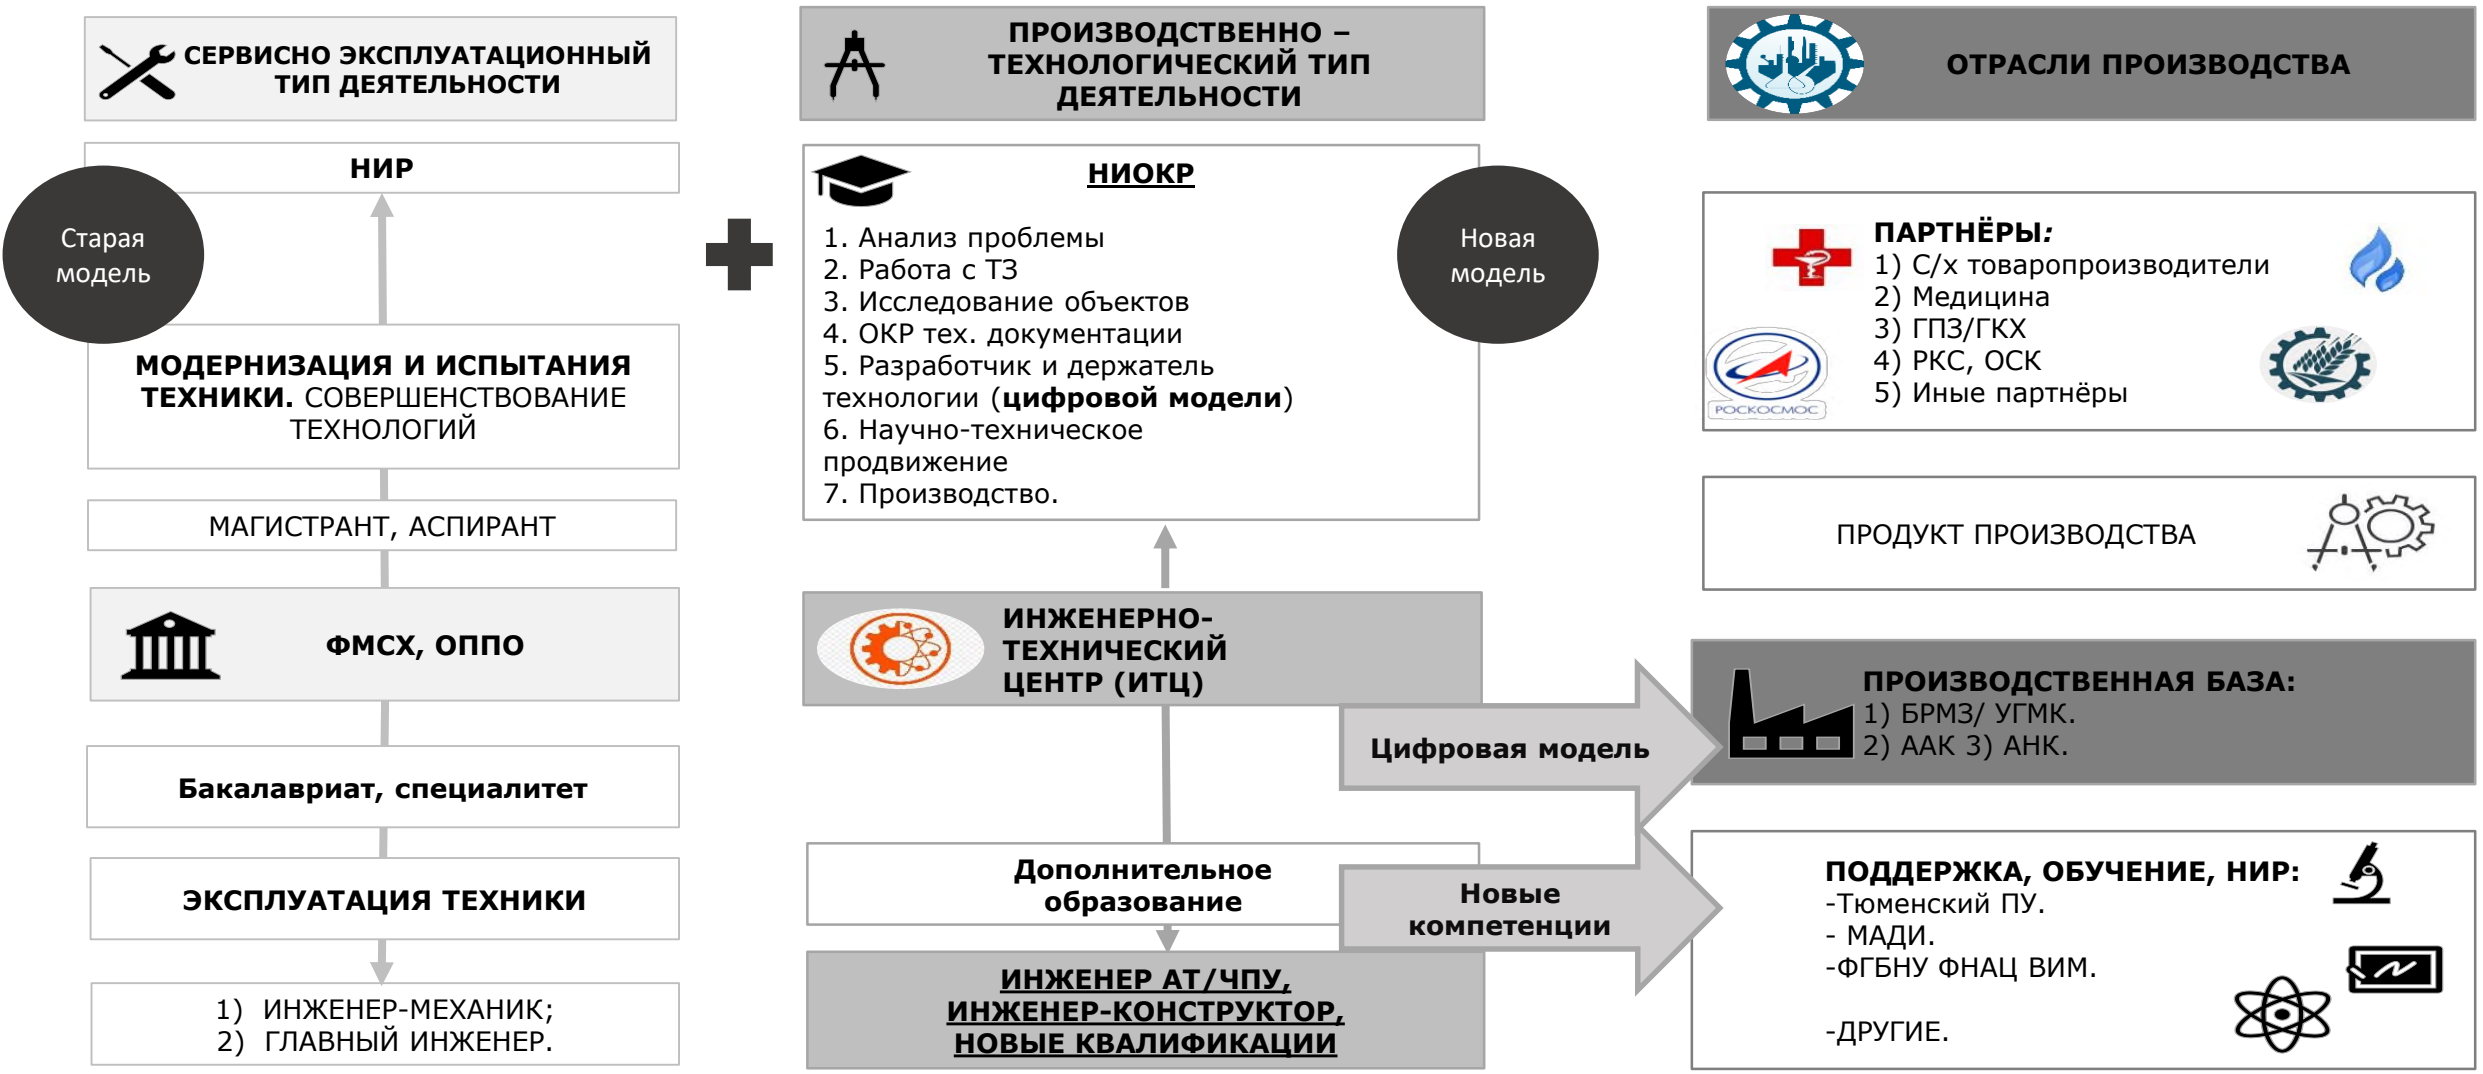 СЕРВИСНО ЭКСПЛУАТАЦИОННЫЙ
ТИП ДЕЯТЕЛЬНОСТИ
НИР
Старая
модель
МОДЕРНИЗАЦИЯ И ИСПЫТАНИЯ
ТЕХНИКИ. СОВЕРШЕНСТВОВАНИЕ
ТЕХНОЛОГИЙ
МАГИСТРАНТ, АСПИРАНТ
ФМСХ, ОППО
Бакалавриат, специалитет
ЭКСПЛУАТАЦИЯ ТЕХНИКИ
1) ИНЖЕНЕР-МЕХАНИК;
2) ГЛАВНЫЙ ИНЖЕНЕР.
ПРОИЗВОДСТВЕННО –
ТЕХНОЛОГИЧЕСКИЙ ТИП
ДЕЯТЕЛЬНОСТИ
НИОКР
1. Анализ проблемы
2. Работа с ТЗ
3. Исследование объектов
4. ОКР тех. документации
5. Разработчик и держатель
технологии (цифровой модели)
6. Научно-техническое
продвижение
7. Производство.
Новая
модель
ИНЖЕНЕРНО-
ТЕХНИЧЕСКИЙ
ЦЕНТР (ИТЦ)
Цифровая модель
Дополнительное
образование
Новые
компетенции
ИНЖЕНЕР АТ/ЧПУ,
ИНЖЕНЕР-КОНСТРУКТОР,
НОВЫЕ КВАЛИФИКАЦИИ
ОТРАСЛИ ПРОИЗВОДСТВА
ПАРТНЁРЫ:
1) С/х товаропроизводители
2) Медицина
3) ГПЗ/ГКХ
4) РКС, ОСК
5) Иные партнёры
РОСКОСМОС
ПРОДУКТ ПРОИЗВОДСТВА
ПРОИЗВОДСТВЕННАЯ БАЗА:
1) БРМЗ/ УГМК.
2) ААК 3) АНК.
ПОДДЕРЖКА, ОБУЧЕНИЕ, НИР:
-Тюменский ПУ.
- МАДИ.
-ФГБНУ ФНАЦ ВИМ.
-ДРУГИЕ.